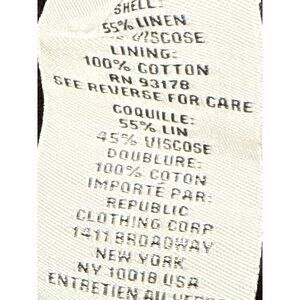 SHELL:
55% LINEN
% VISCOSE
LINING:
100% COTTON
RN 93178
SEE REVERSE FOR CARE
COQUILLE:
55% LIN
45% VISCOSE
DOUBLURE:
100% COTON
IMPORTÉ PAR:
REPUBLIC
CLOTHING CORP
1411 BROADWAY
NEW YORK
NY 10018 USA
ENTRETIEN AU